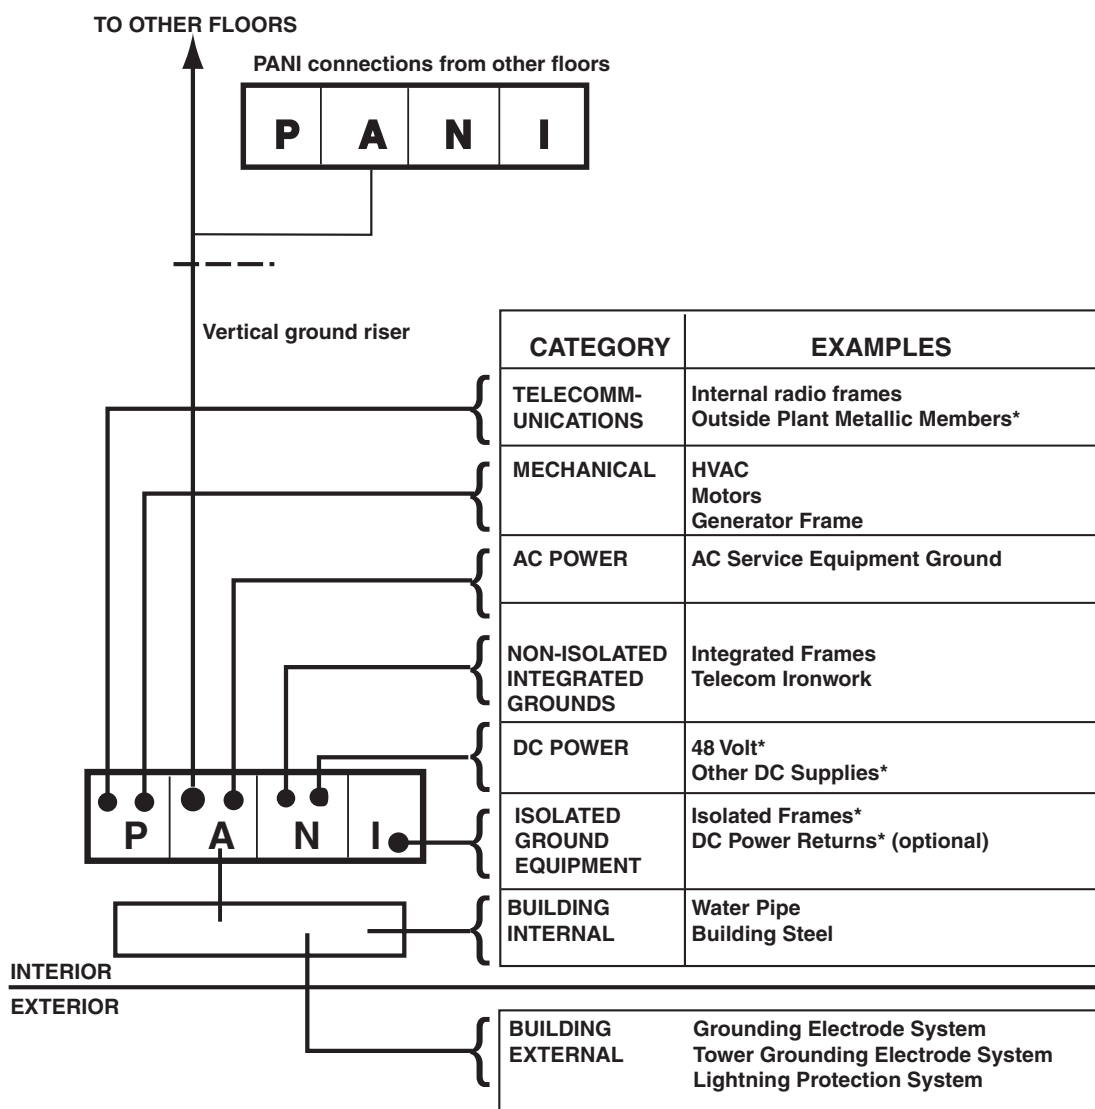 TO OTHER FLOORS
PANI connections from other floors
P A N I
Vertical ground riser
CATEGORY EXAMPLES
TELECOMM-
UNICATIONS
Internal radio frames
Outside Plant Metallic Members*
MECHANICAL
HVAC
Motors
Generator Frame
AC POWER
AC Service Equipment Ground
NON-ISOLATED
INTEGRATED
GROUNDS
Integrated Frames
Telecom Ironwork
DC POWER
48 Volt*
Other DC Supplies*
ISOLATED
GROUND
EQUIPMENT
Isolated Frames*
DC Power Returns* (optional)
P A N I
BUILDING
INTERNAL
Water Pipe
Building Steel
INTERIOR
EXTERIOR
BUILDING
EXTERNAL
Grounding Electrode System
Tower Grounding Electrode System
Lightning Protection System